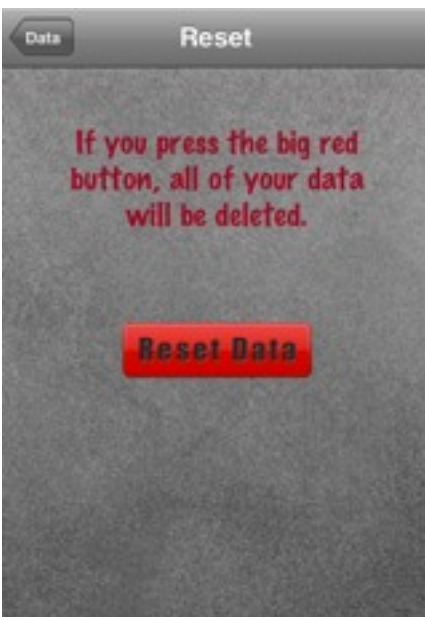 Data
Reset
If you press the big red
button, all of your data
will be deleted.
Reset Data